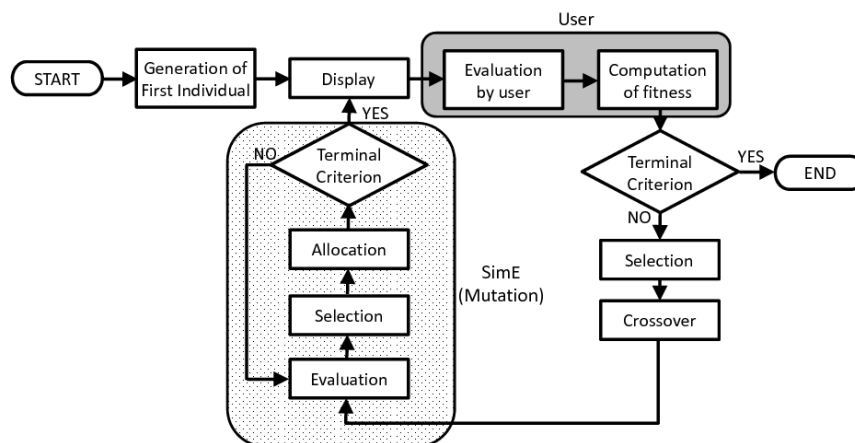 User
START
Generation of
First Individual
Display
Evaluation
by user
Computation
of fitness
YES
NO
Terminal
Criterion
Terminal
Criterion
YES
END
NO
Allocation
Selection
SimE
(Mutation)
Selection
Crossover
Evaluation